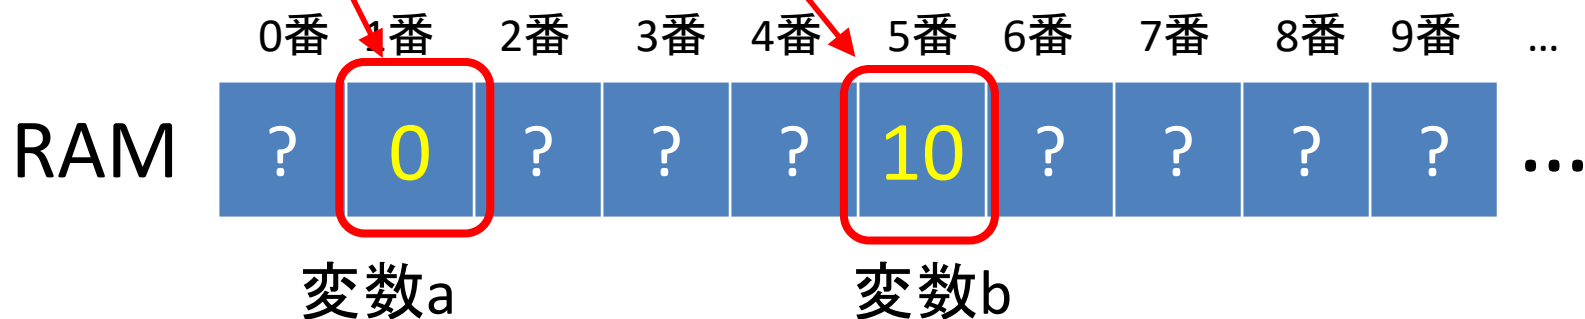 0番 1番 2番 3番 4番 5番 6番 7番 8番 9番 …
RAM ? 0 ? ? ? 10 ? ? ? ? …
変数a 変数b